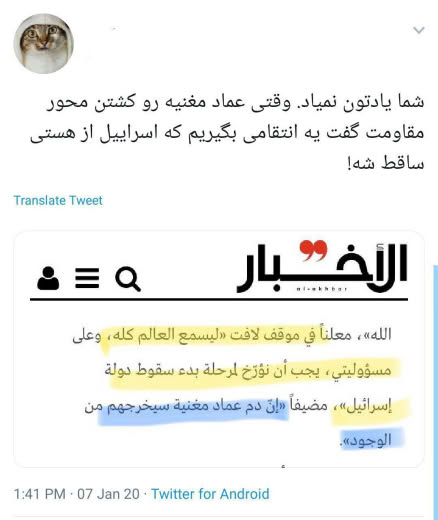 شما یادتون نمیاد. وقتی عماد مغنیه رو کشتن محور
مقاومت گفت یه انتقامی بگیریم که اسراییل از هستی
ساقط شه!
Translate Tweet
الأخبار
al-akhbar
الله»، معلناً في موقف لافت «ليسمع العالم كله، وعلى
مسؤوليتي، يجب أن نؤرّخ لمرحلة بدء سقوط دولة
إسرائيل»، مضيفاً «إنّ دم عماد مغنية سيخرجهم من
الوجود».
1:41 PM · 07 Jan 20 · Twitter for Android